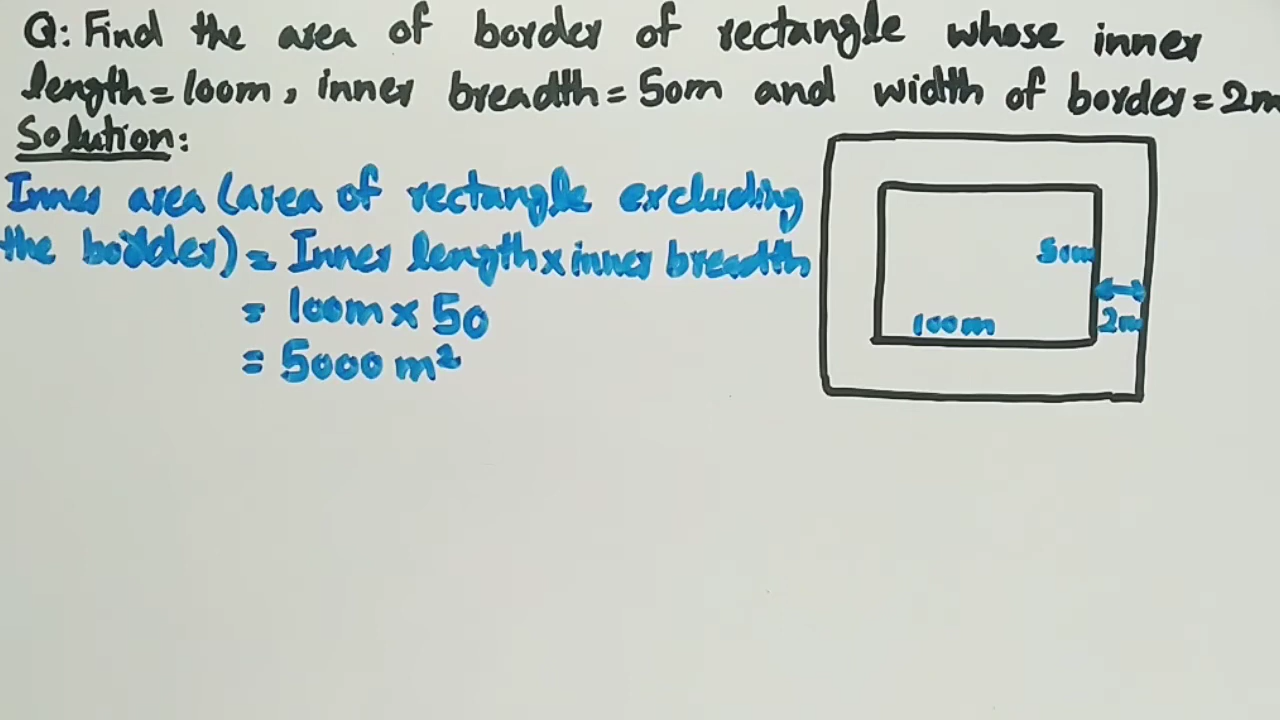 Q: Find the area of border of rectangle whose inner
length = 100m, inner breadth = 50m and width of border = 2m
Solution:
Inner area (area of rectangle excluding
the border) = Inner length x inner breadth
= 100m x 50
= 5000 m²
50m
100m
2m